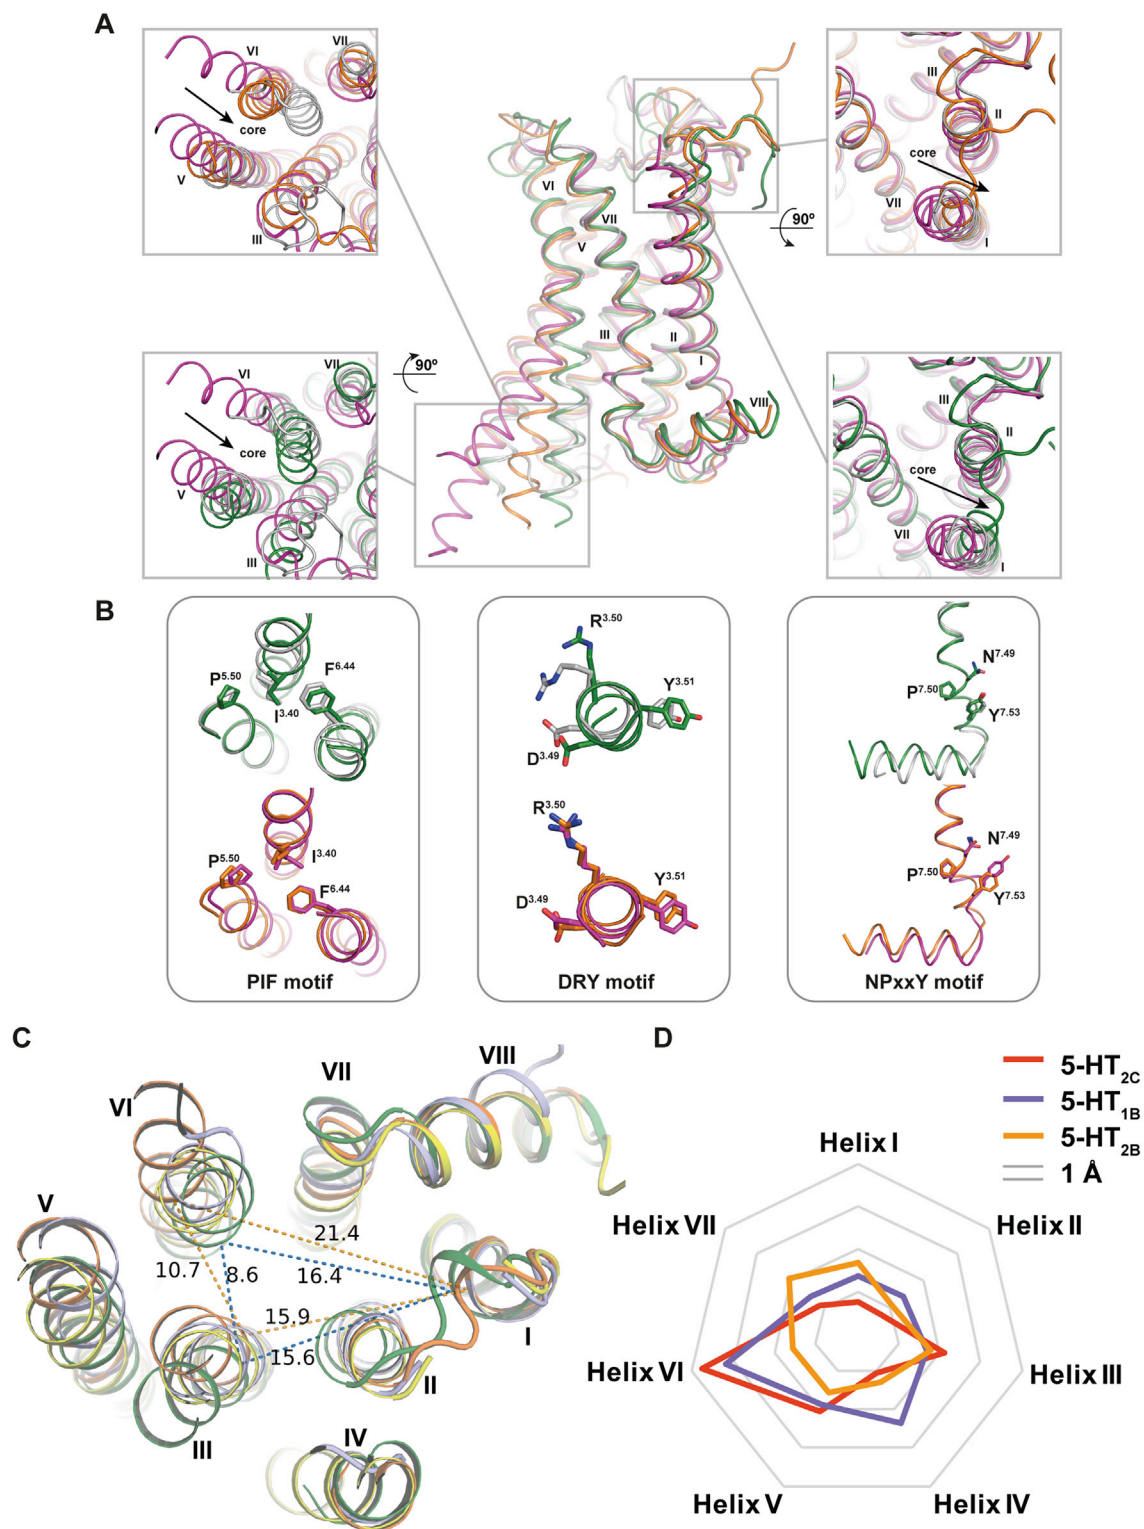 A
VI
VII
core
V
III
VI
VII
V
III
II
I
VIII
90°
III
II
core
VII
I
90°
VI
VII
V
core
III
III
II
core
VII
I
B
P5.50
F6.44
I3.40
P5.50
I3.40
F6.44
PIF motif
R3.50
Y3.51
D3.49
R3.50
Y3.51
D3.49
DRY motif
N7.49
P7.50
Y7.53
N7.49
P7.50
Y7.53
NPxxY motif
C
VI
VII
VIII
V
21.4
10.7
8.6
16.4
15.9
15.6
I
II
III
IV
D
5-HT2C
5-HT1B
5-HT2B
1 Å
Helix I
Helix VII
Helix II
Helix VI
Helix III
Helix V
Helix IV